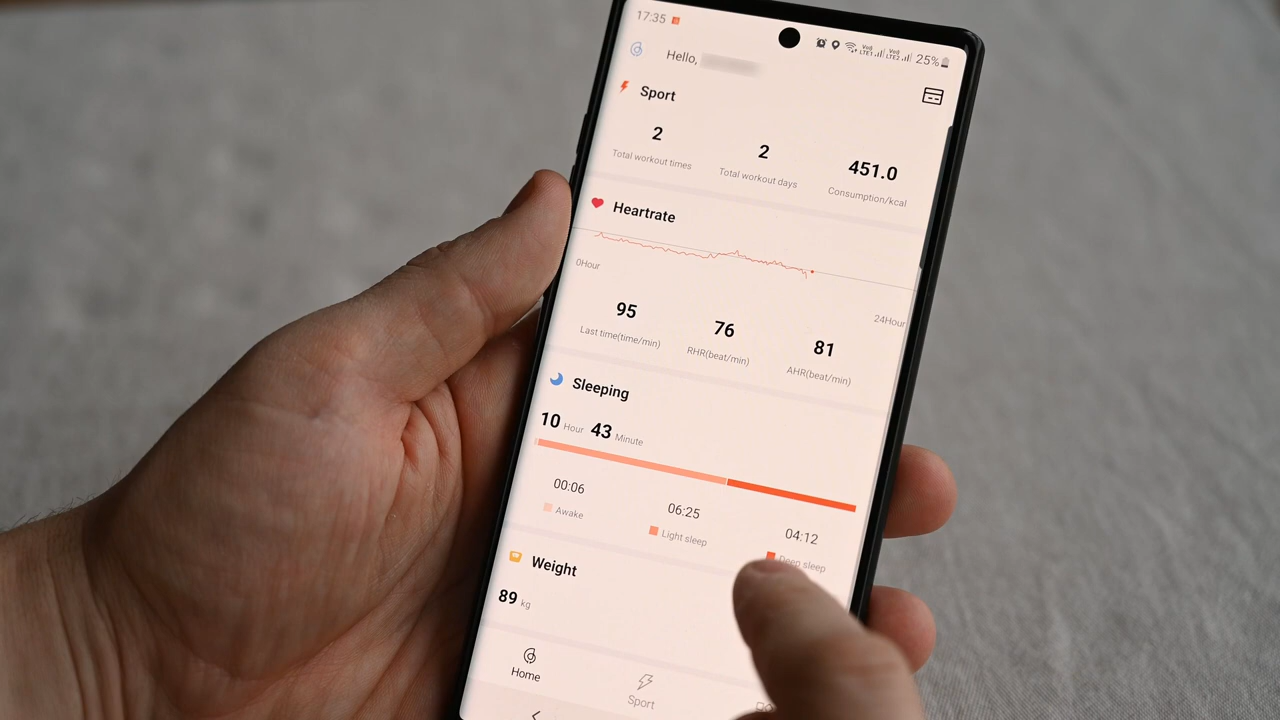 17:35 25%
Hello,
Sport
2 2 451.0
Total workout times Total workout days Consumption/kcal
Heartrate
0Hour 24Hour
95 76 81
Last time(time/min) RHR(beat/min) AHR(beat/min)
Sleeping
10 Hour 43 Minute
00:06 06:25 04:12
Awake Light sleep Deep sleep
Weight
89 kg
Home Sport